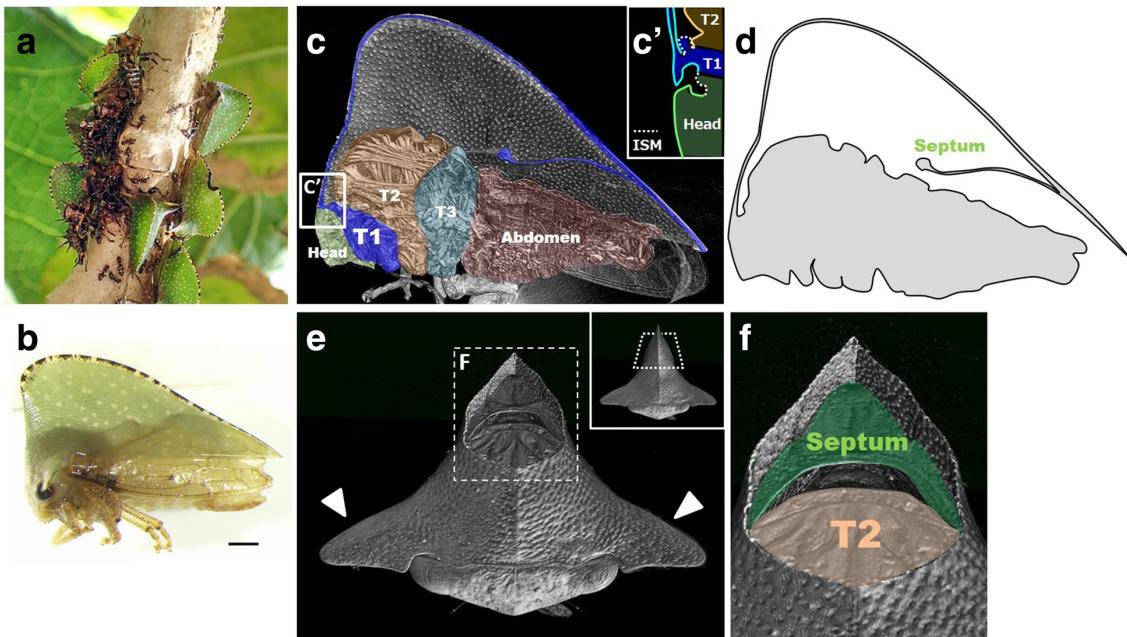 a
b
c
C'
Head
T1
T2
T3
Abdomen
c'
T2
T1
Head
ISM
d
Septum
e
F
f
Septum
T2